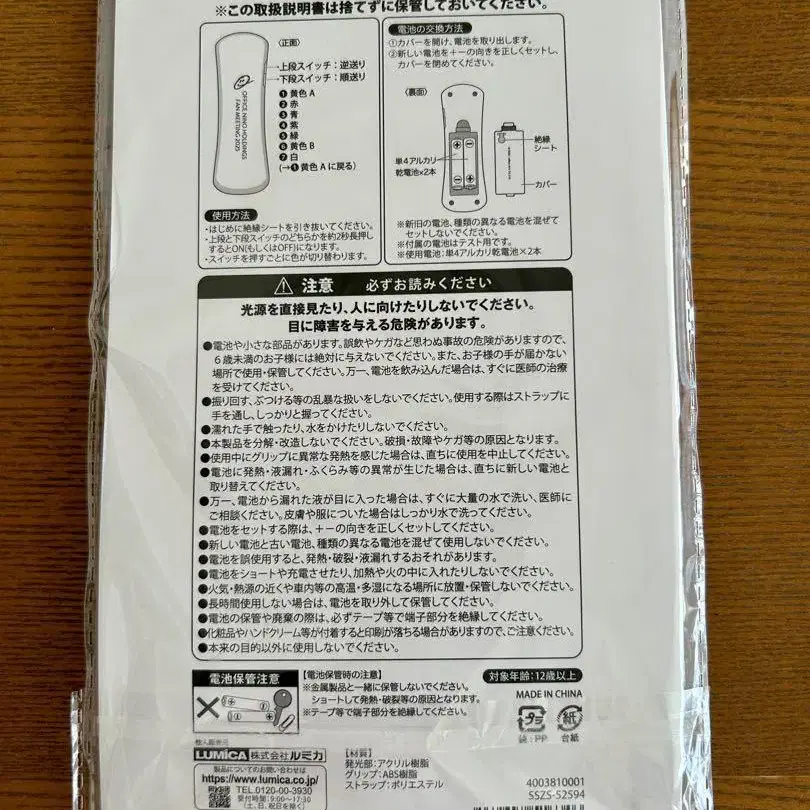 ※この取扱説明書は捨てずに保管しておいてください。
〈正面〉
上段スイッチ：逆送り
下段スイッチ：順送り
❶黄色A
❷赤
❸青
❹紫
❺緑
❻黄色B
❼白
(→❶黄色Aに戻る)
OFFICE NINO HOLDINGS
FAN MEETING 2025
使用方法
・はじめに絶縁シートを引き抜いてください。
・上段と下段スイッチのどちらかを約2秒長押し
するとON(もしくはOFF)になります。
・スイッチを押すごとに色が切り替わります。
電池の交換方法
①カバーを開け、電池を取り出します。
②新しい電池を＋－の向きを正しくセットし、
カバーを閉めてください。
〈裏面〉
単4アルカリ
乾電池×2本
絶縁
シート
カバー
※新旧の電池、種類の異なる電池を混ぜて
セットしないでください。
※付属の電池はテスト用です。
※使用電池：単4アルカリ乾電池×2本
注意 必ずお読みください
光源を直接見たり、人に向けたりしないでください。
目に障害を与える危険があります。
●電池や小さな部品があります。誤飲やケガなど思わぬ事故の危険がありますので、
6歳未満のお子様には絶対に与えないでください。また、お子様の手が届かない
場所で使用・保管してください。万一、電池を飲み込んだ場合は、すぐに医師の治療
を受けてください。
●振り回す、ぶつける等の乱暴な扱いをしないでください。使用する際はストラップに
手を通し、しっかりと握ってください。
●濡れた手で触ったり、水をかけたりしないでください。
●本製品を分解・改造しないでください。破損・故障やケガ等の原因となります。
●使用中にグリップに異常な発熱を感じた場合は、直ちに使用を中止してください。
●電池に発熱・液漏れ・ふくらみ等の異常が生じた場合は、直ちに新しい電池と
取り替えてください。
●万一、電池から漏れた液が目に入った場合は、すぐに大量の水で洗い、医師に
ご相談ください。皮膚や服についた場合はしっかり水で洗ってください。
●電池をセットする際は、＋－の向きを正しくセットしてください。
●新しい電池と古い電池、種類の異なる電池を混ぜて使用しないでください。
●電池を誤使用すると、発熱・破裂・液漏れするおそれがあります。
●電池をショートや充電させたり、加熱や火の中に入れたりしないでください。
●火気・熱源の近くや車内等の高温・多湿になる場所に放置・保管しないでください。
●長時間使用しない場合は、電池を取り外して保管してください。
●電池の保管や廃棄の際は、必ずテープ等で端子部分を絶縁してください。
●化粧品やハンドクリーム等が付着すると印刷が落ちる場合がありますので、ご注意ください。
●本来の目的以外に使用しないでください。
電池保管注意
【電池保管時の注意】
※金属製品と一緒に保管しないでください。
ショートして発熱・破裂等の原因となります。
※テープ等で端子部分を絶縁してください。
対象年齢：12歳以上
MADE IN CHINA
プラ
袋：PP
紙
台紙
輸入販売元
LUMICA 株式会社ルミカ
製品についてのお問い合わせは
https://www.lumica.co.jp/
TEL.0120-00-3930
受付時間 9:00～17:30
(土、日、祝日を除く)
【材質】
発光部：アクリル樹脂
グリップ：ABS樹脂
ストラップ：ポリエステル
4003810001
SSZS-52594